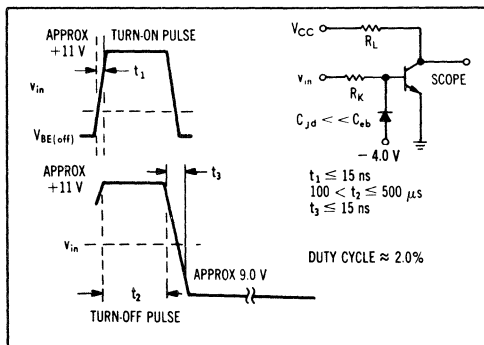 APPROX
+11 V
TURN-ON PULSE
t1
Vin
VBE(off)
t3
APPROX
+11 V
Vin
APPROX 9.0 V
t2
TURN-OFF PULSE
VCC
RL
SCOPE
Vin
RK
Cjd << Ceb
– 4.0 V
t1 ≤ 15 ns
100 < t2 ≤ 500 μs
t3 ≤ 15 ns
DUTY CYCLE ≈ 2.0%